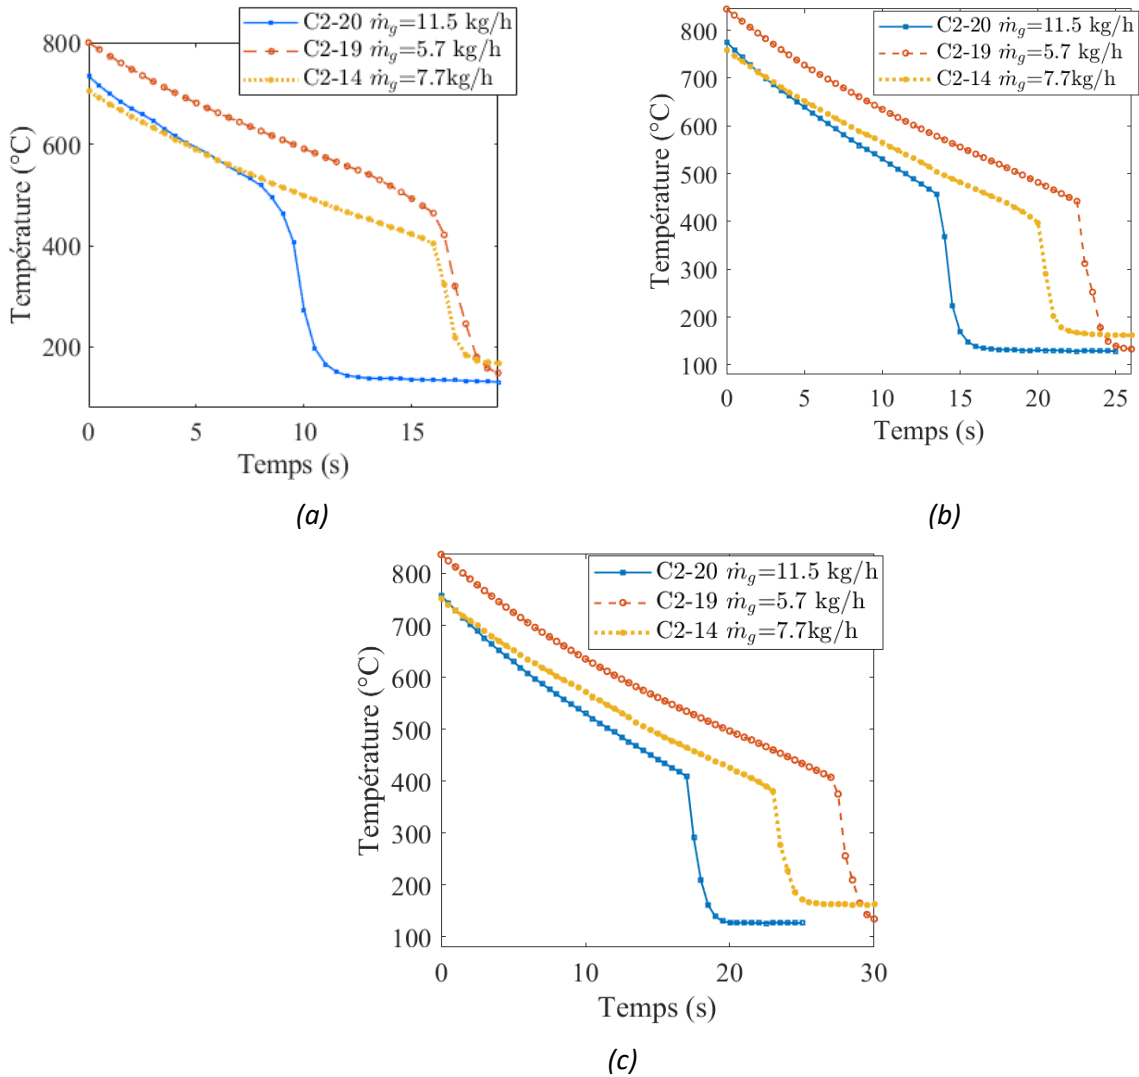 C2-20 ṁg=11.5 kg/h
C2-19 ṁg=5.7 kg/h
C2-14 ṁg=7.7kg/h
800
600
400
200
0
5
10
15
Température (°C)
Temps (s)
(a)
C2-20 ṁg=11.5 kg/h
C2-19 ṁg=5.7 kg/h
C2-14 ṁg=7.7kg/h
800
700
600
500
400
300
200
100
0
5
10
15
20
25
Température (°C)
Temps (s)
(b)
C2-20 ṁg=11.5 kg/h
C2-19 ṁg=5.7 kg/h
C2-14 ṁg=7.7kg/h
800
700
600
500
400
300
200
100
0
10
20
30
Température (°C)
Temps (s)
(c)